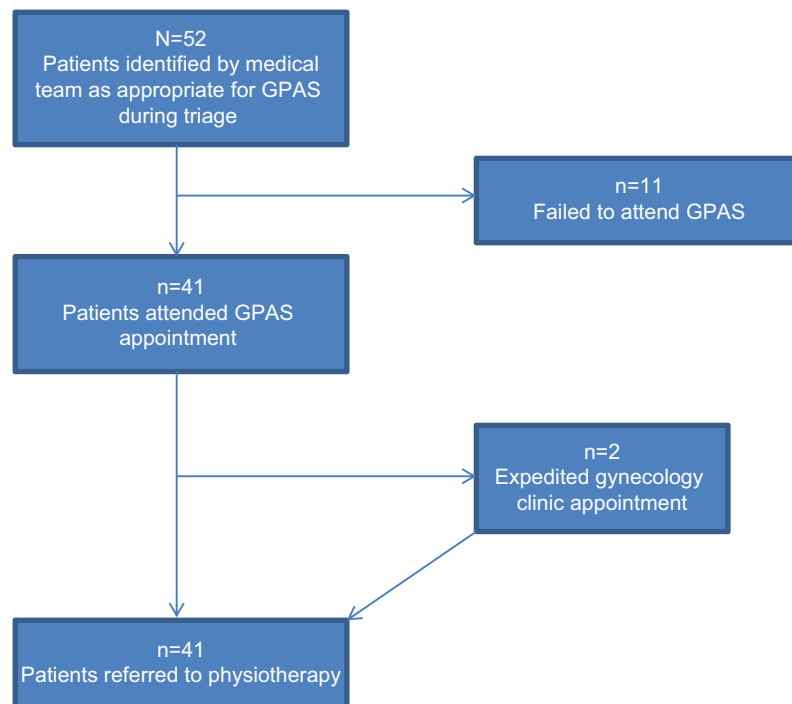 N=52
Patients identified by medical
team as appropriate for GPAS
during triage
n=11
Failed to attend GPAS
n=41
Patients attended GPAS
appointment
n=2
Expedited gynecology
clinic appointment
n=41
Patients referred to physiotherapy